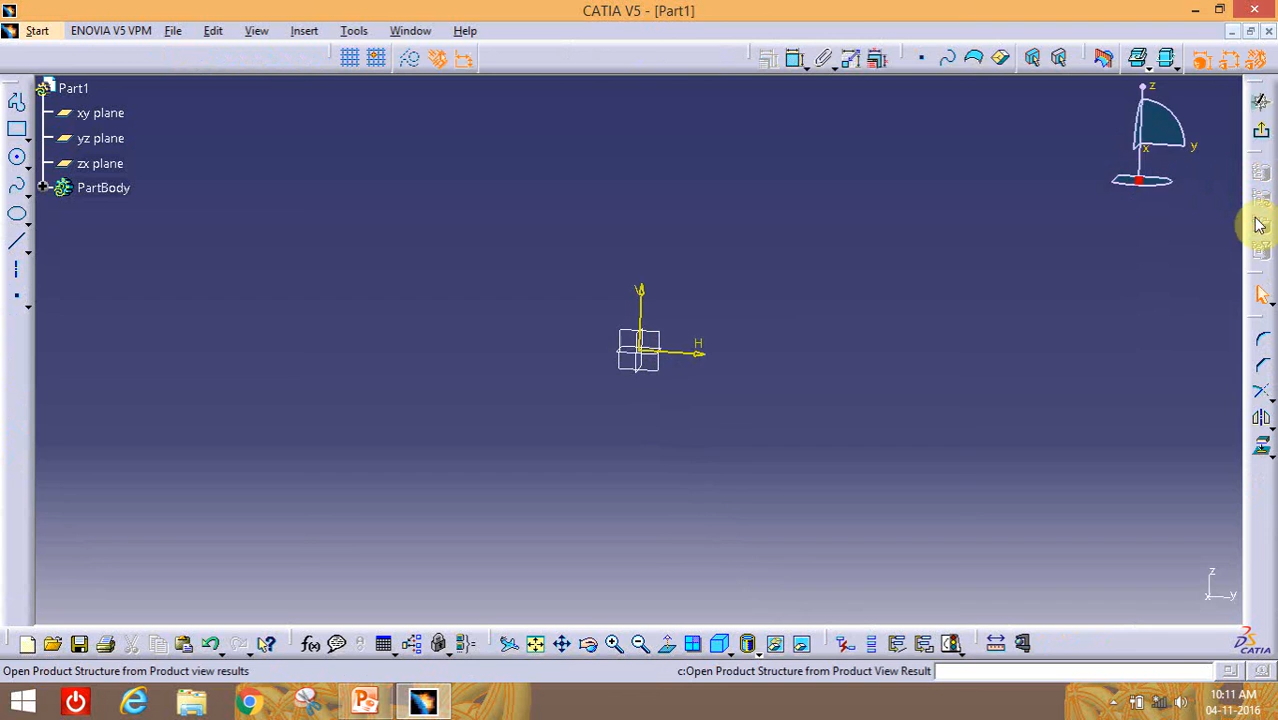 CATIA V5 - [Part1]
Start ENOVIA V5 VPM File Edit View Insert Tools Window Help
Part1
xy plane
yz plane
zx plane
PartBody
z
x
y
V
H
z
x
y
f(x)
CATIA
Open Product Structure from Product view results
c:Open Product Structure from Product View Result
10:11 AM
04-11-2016